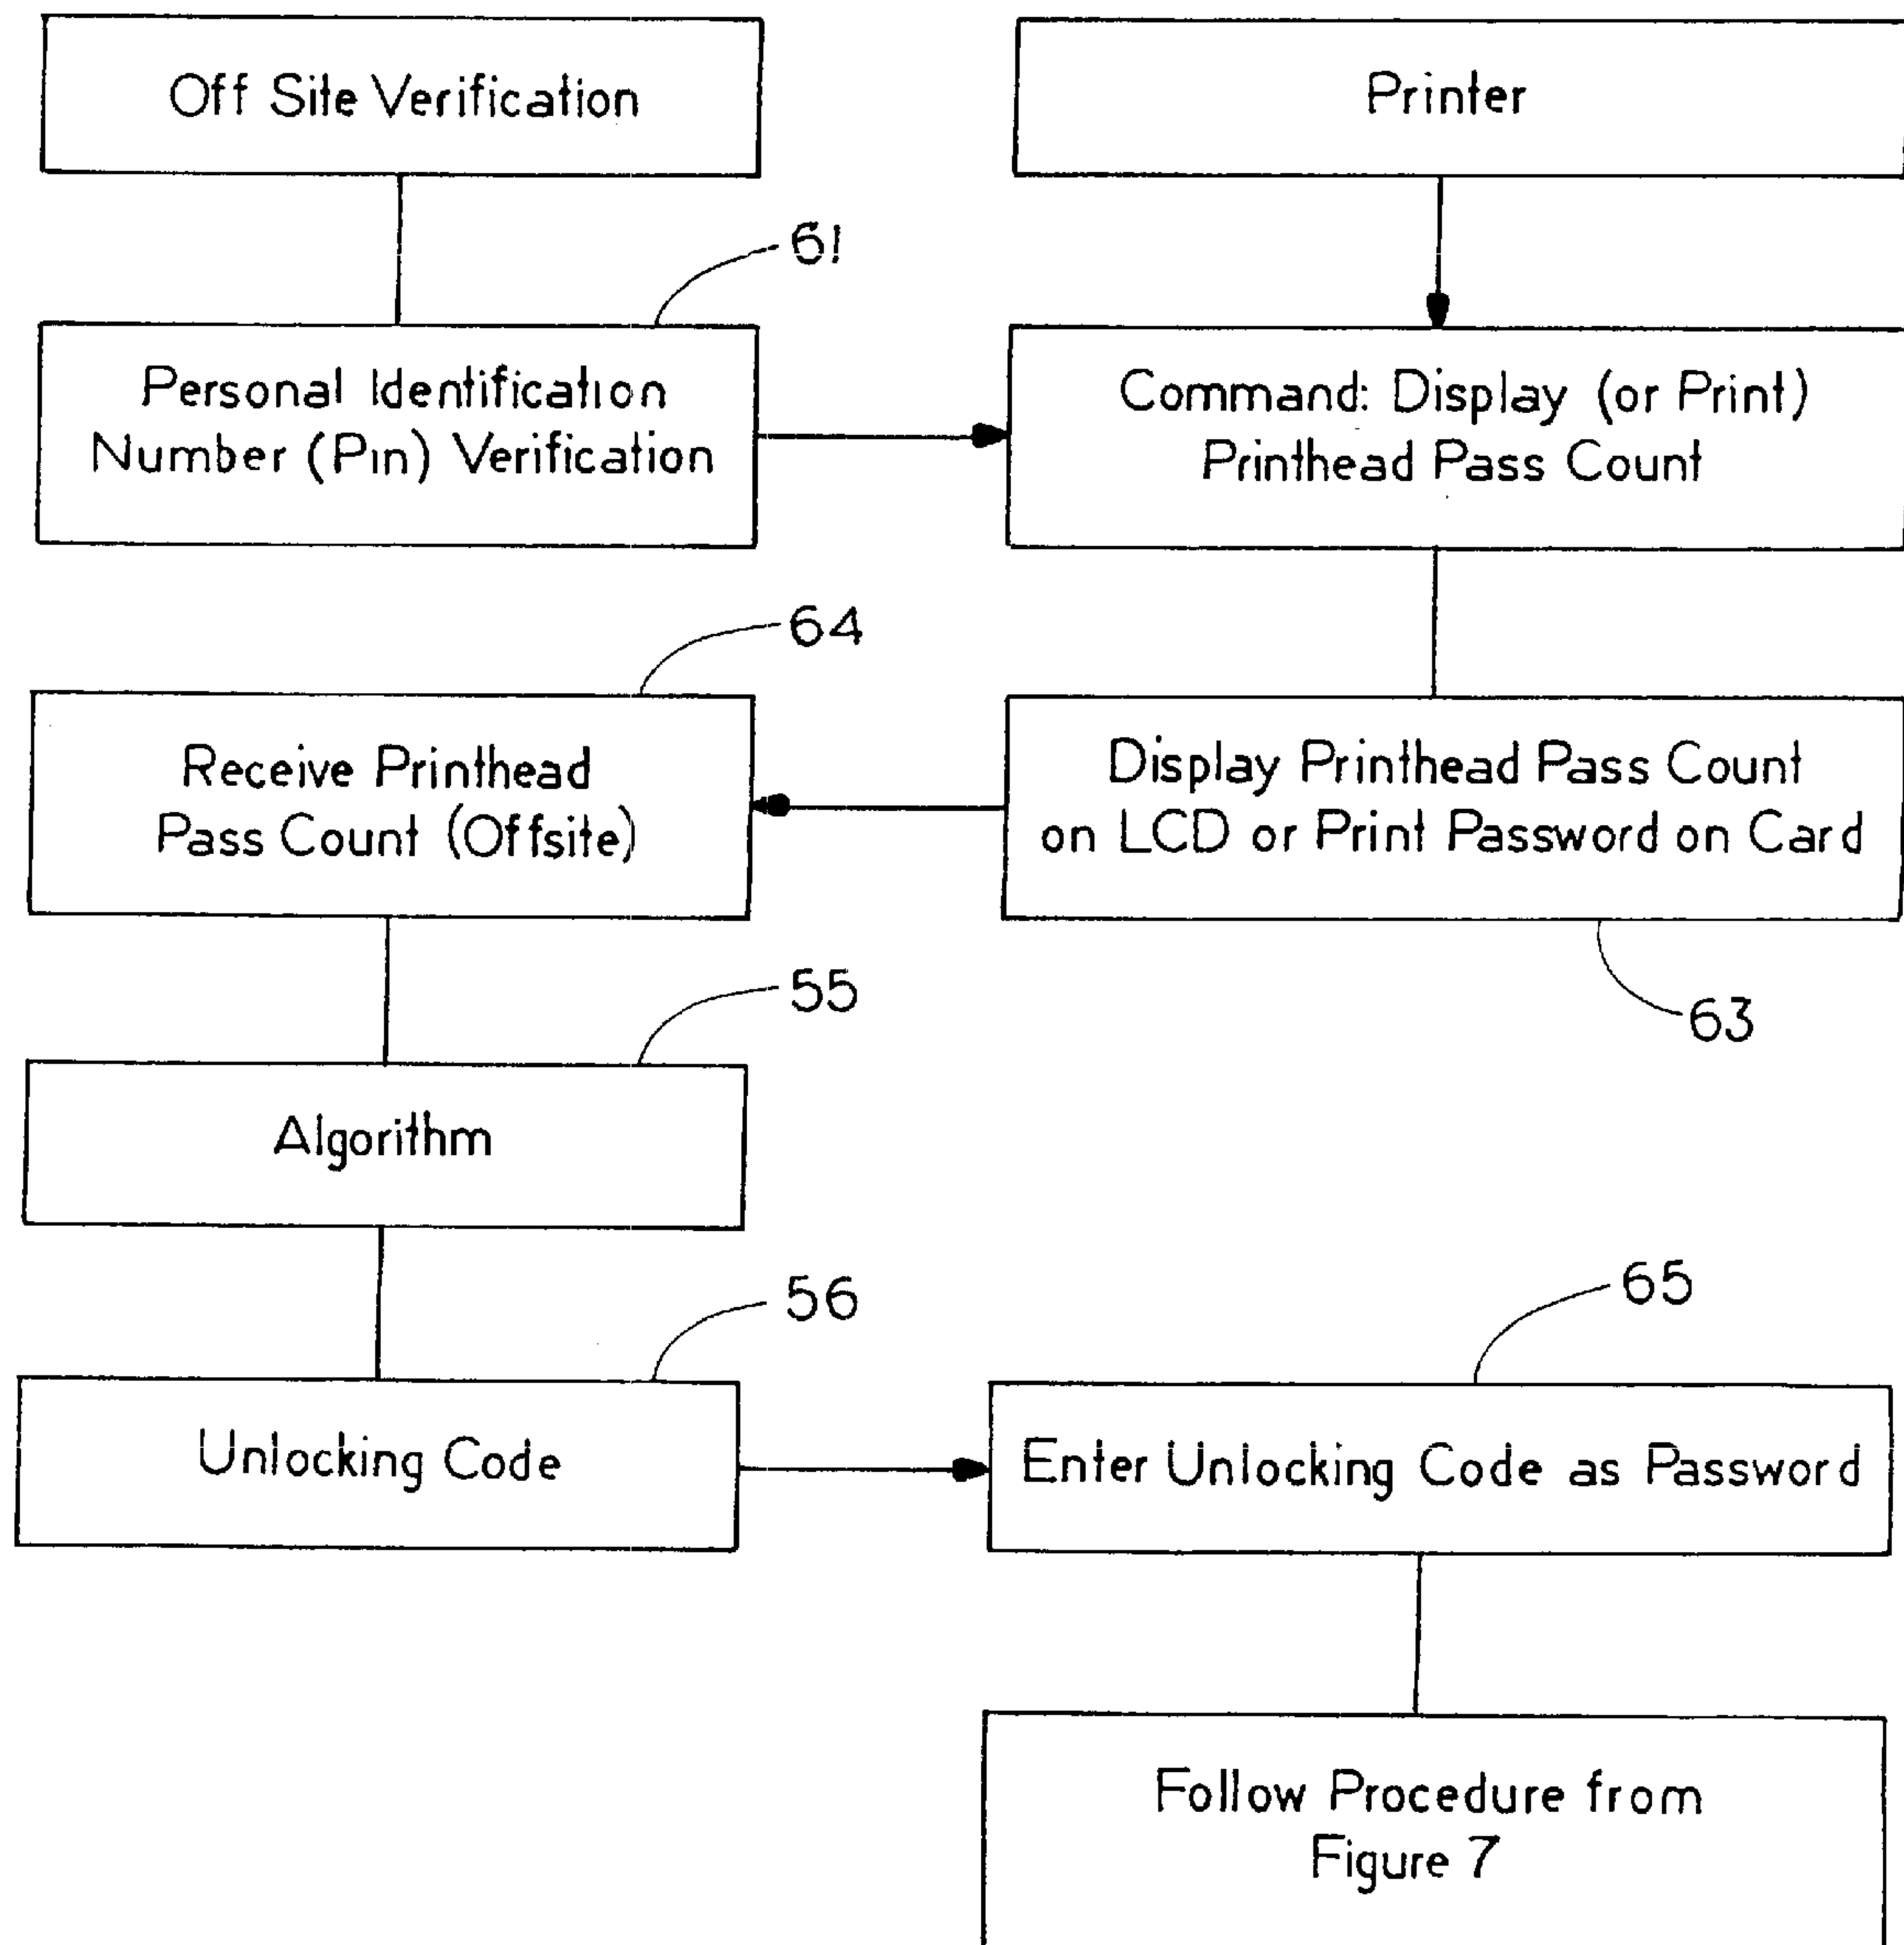 Off Site Verification
Printer
61
Personal Identification
Number (Pin) Verification
Command: Display (or Print)
Printhead Pass Count
64
Receive Printhead
Pass Count (Offsite)
Display Printhead Pass Count
on LCD or Print Password on Card
63
55
Algorithm
56
Unlocking Code
65
Enter Unlocking Code as Password
Follow Procedure from
Figure 7